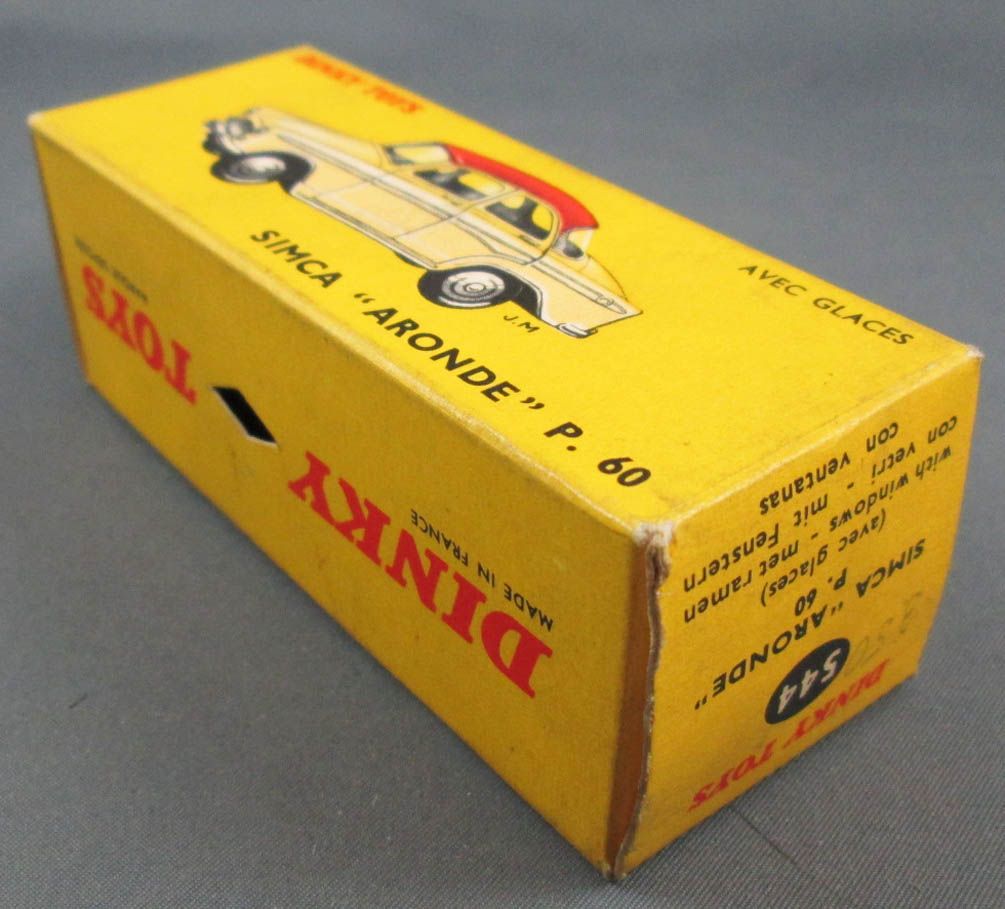 DINKY TOYS
AVEC GLACES
J.M
SIMCA "ARONDE" P. 60
MADE IN FRANCE
DINKY TOYS
DINKY TOYS
544
SIMCA "ARONDE"
P. 60
(avec glaces) met ramen
with windows - mit Fenstern
con vetri - con ventanas